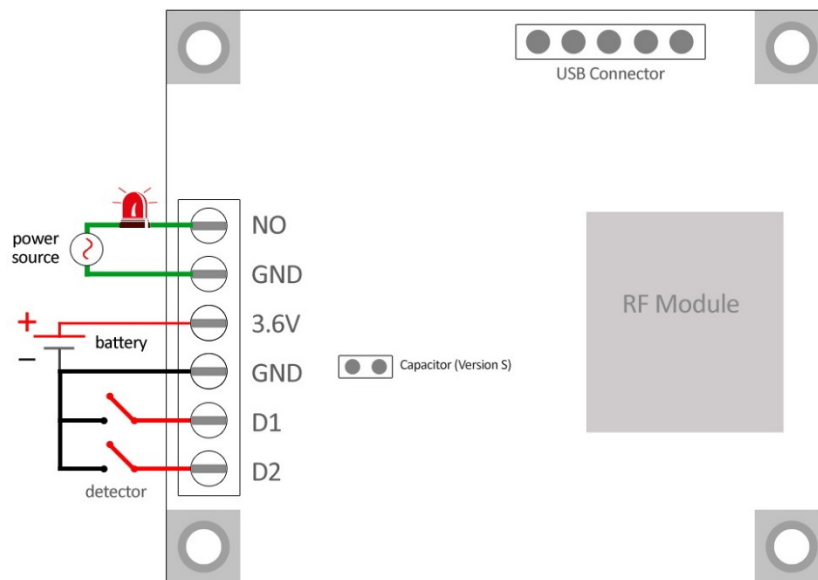 USB Connector
NO
power
source
GND
+
3.6V
battery
−
GND
Capacitor (Version S)
RF Module
D1
D2
detector